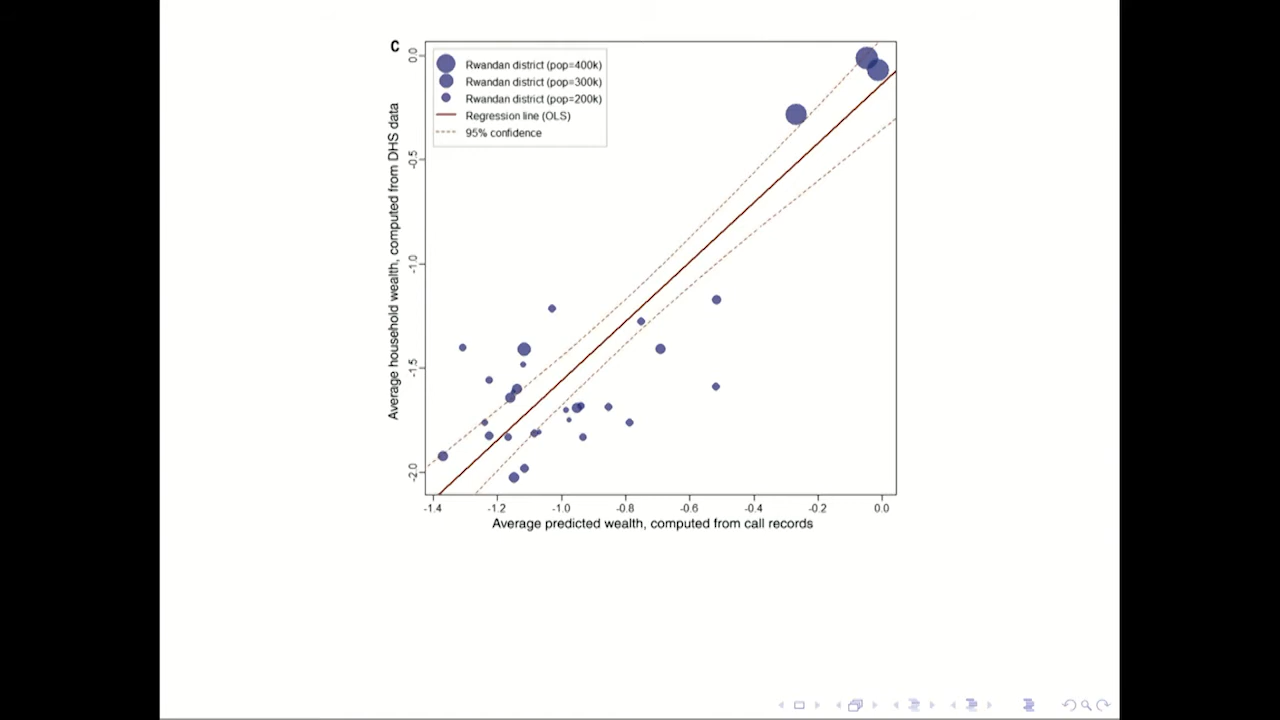 C
Rwandan district (pop=400k)
Rwandan district (pop=300k)
Rwandan district (pop=200k)
Regression line (OLS)
95% confidence
Average household wealth, computed from DHS data
0.0
-0.5
-1.0
-1.5
-2.0
-1.4 -1.2 -1.0 -0.8 -0.6 -0.4 -0.2 0.0
Average predicted wealth, computed from call records